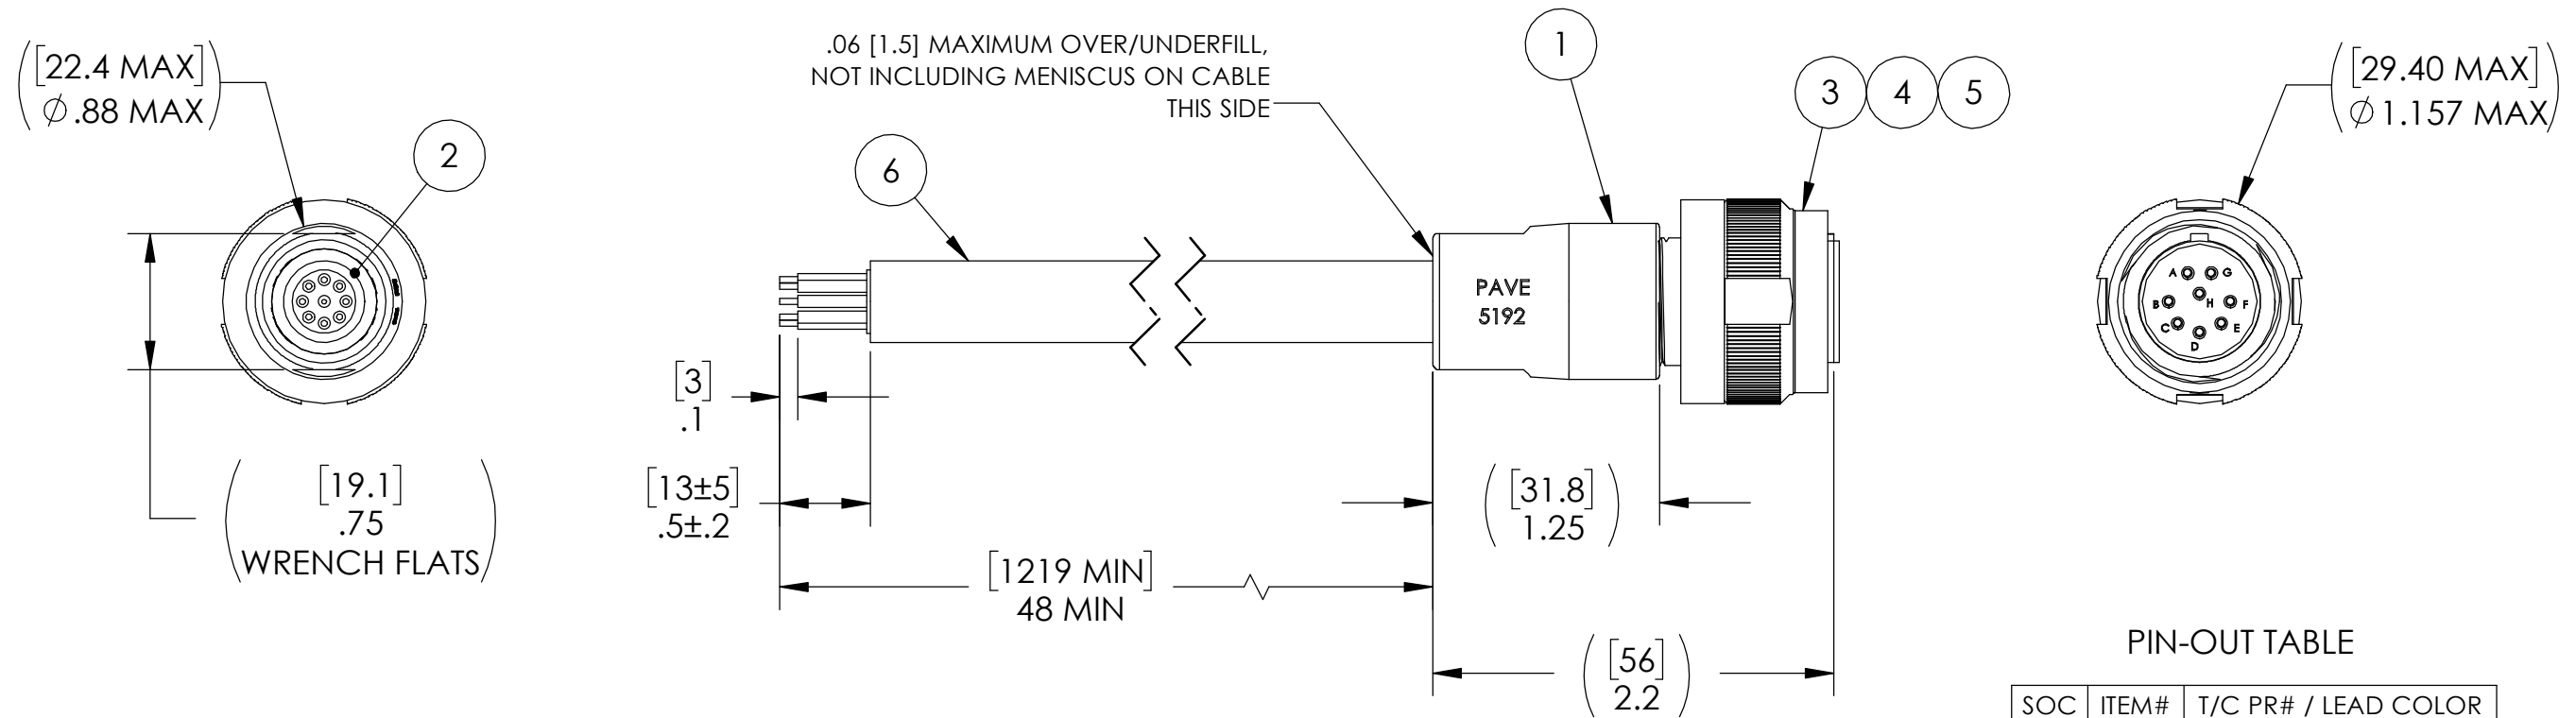 [22.4 MAX]
Ø.88 MAX
2
[19.1]
.75
WRENCH FLATS
.06 [1.5] MAXIMUM OVER/UNDERFILL,
NOT INCLUDING MENISCUS ON CABLE
THIS SIDE
1
3 4 5
6
PAVE
5192
[3]
.1
[13±5]
.5±.2
[1219 MIN]
48 MIN
[31.8]
1.25
[56]
2.2
[29.40 MAX]
Ø1.157 MAX
A G
B H F
C E
D
PIN-OUT TABLE
SOC ITEM# T/C PR# / LEAD COLOR